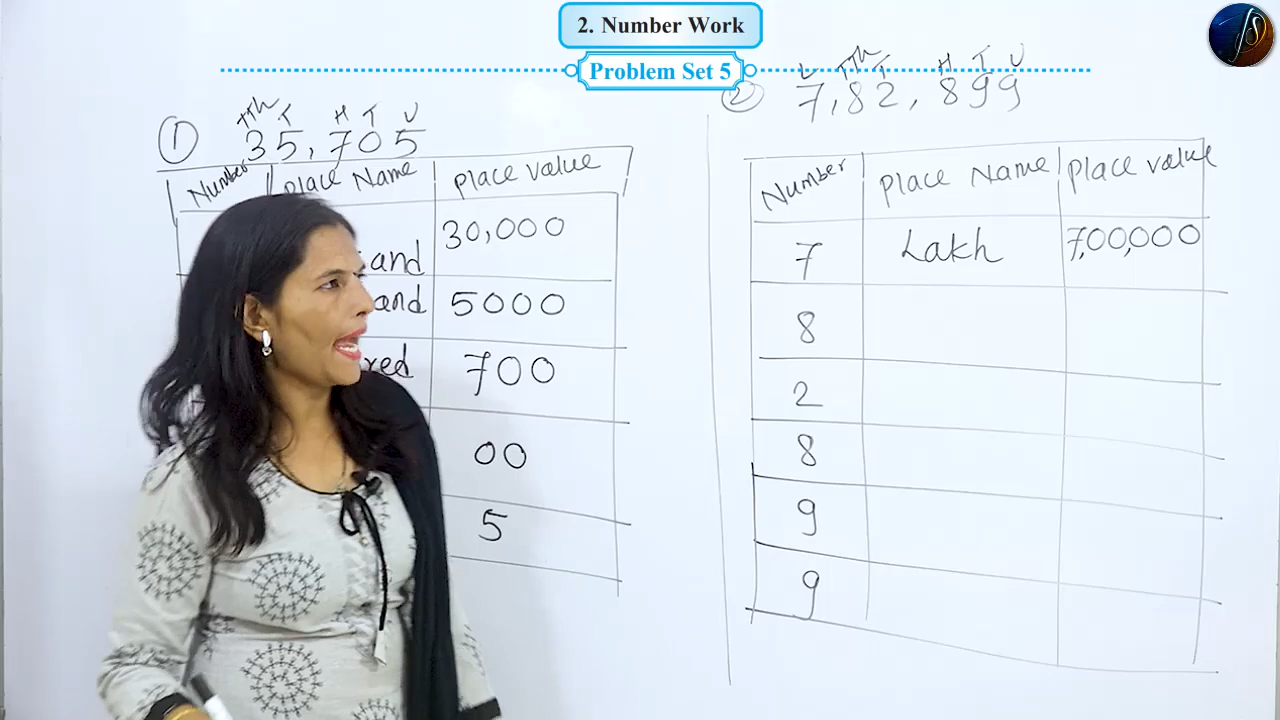 2. Number Work
Problem Set 5
① TTh T H T U
35,705
Number Place Name Place Value
and 30,000
and 5000
red 700
00
5
② L TTh T H T U
7,82,899
Number Place Name Place value
7 Lakh 7,00,000
8
2
8
9
9